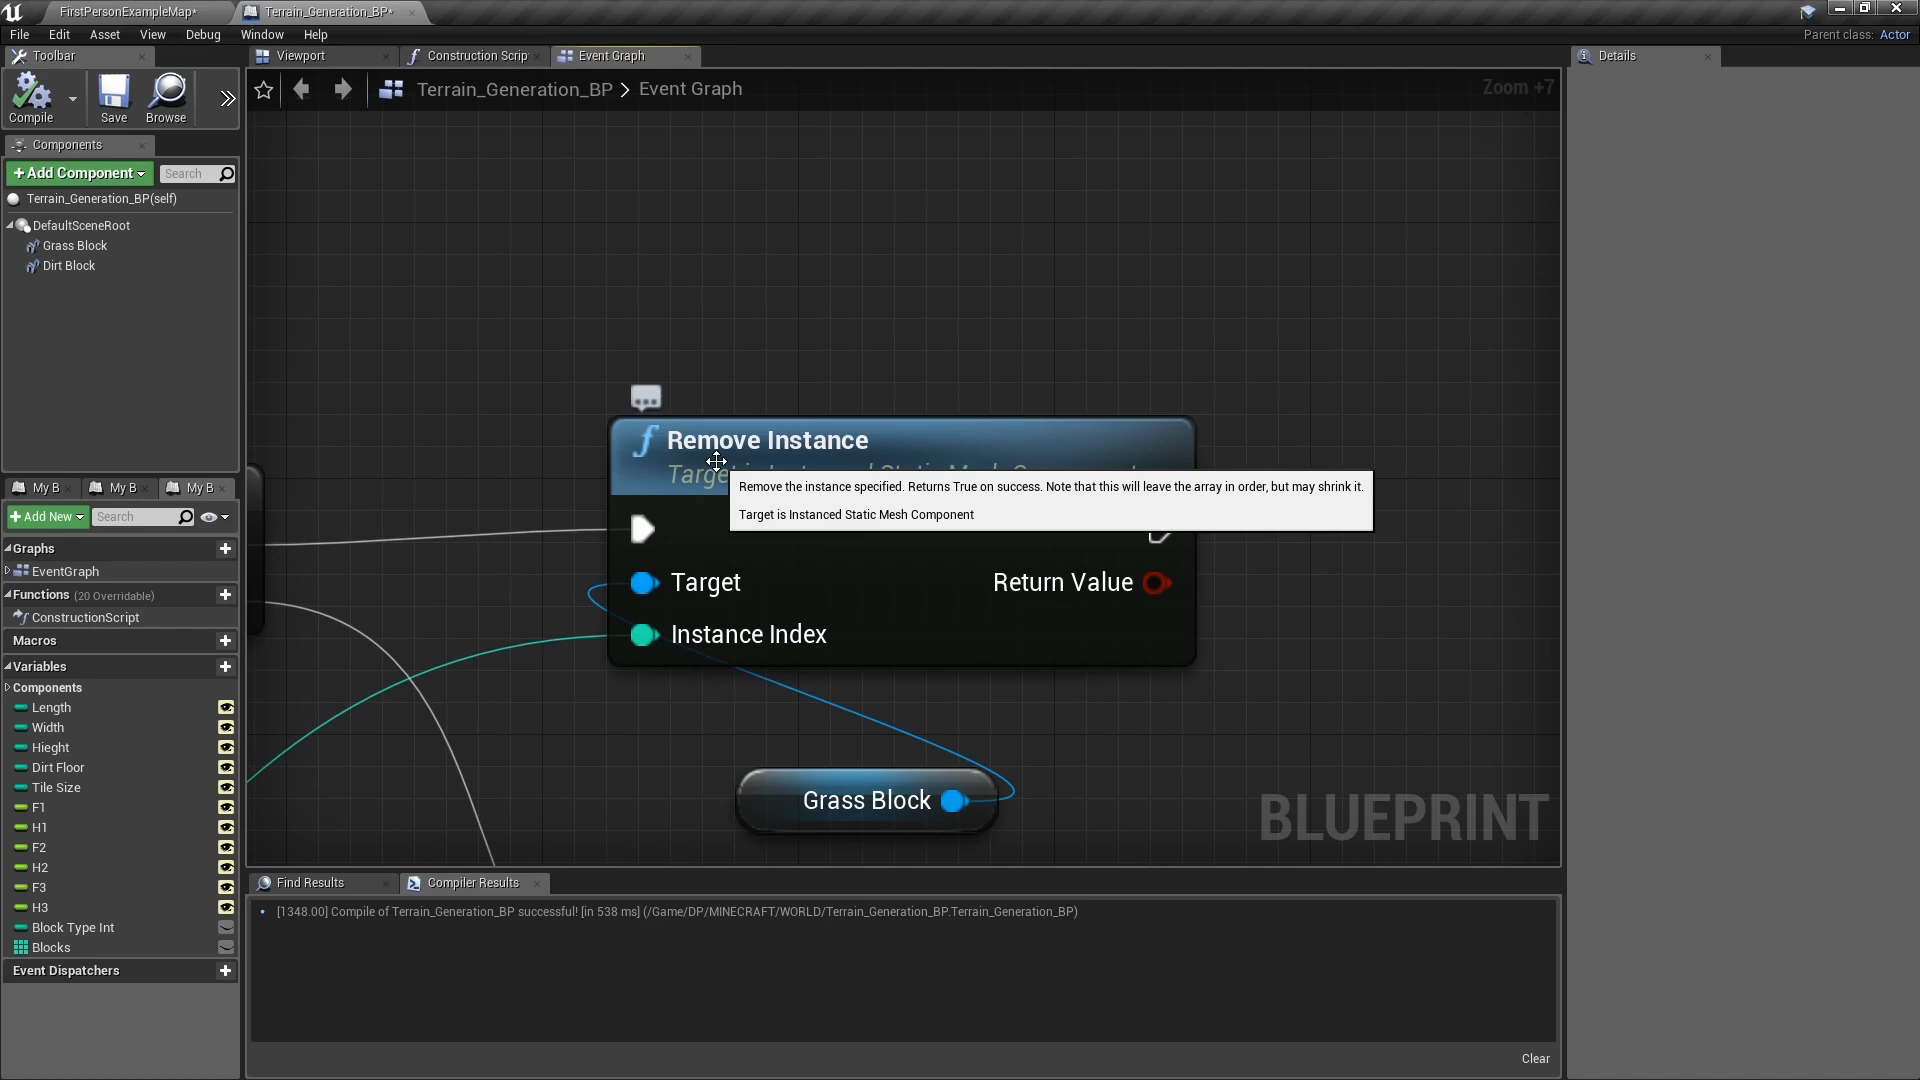 FirstPersonExampleMap*
Terrain_Generation_BP*
File Edit Asset View Debug Window Help
Parent class: Actor
Toolbar
Viewport
Construction Scrip
Event Graph
Details
Compile
Save
Browse
Terrain_Generation_BP > Event Graph
Zoom +7
Components
+ Add Component
Search
Terrain_Generation_BP(self)
DefaultSceneRoot
Grass Block
Dirt Block
My B
My B
My B
+ Add New
Search
Graphs
EventGraph
Functions (20 Overridable)
ConstructionScript
Macros
Variables
Components
Length
Width
Hieght
Dirt Floor
Tile Size
F1
H1
F2
H2
F3
H3
Block Type Int
Blocks
Event Dispatchers
Remove Instance
Remove the instance specified. Returns True on success. Note that this will leave the array in order, but may shrink it.
Target is Instanced Static Mesh Component
Target
Return Value
Instance Index
Grass Block
BLUEPRINT
Find Results
Compiler Results
[1348.00] Compile of Terrain_Generation_BP successful! [in 538 ms] (/Game/DP/MINECRAFT/WORLD/Terrain_Generation_BP.Terrain_Generation_BP)
Clear